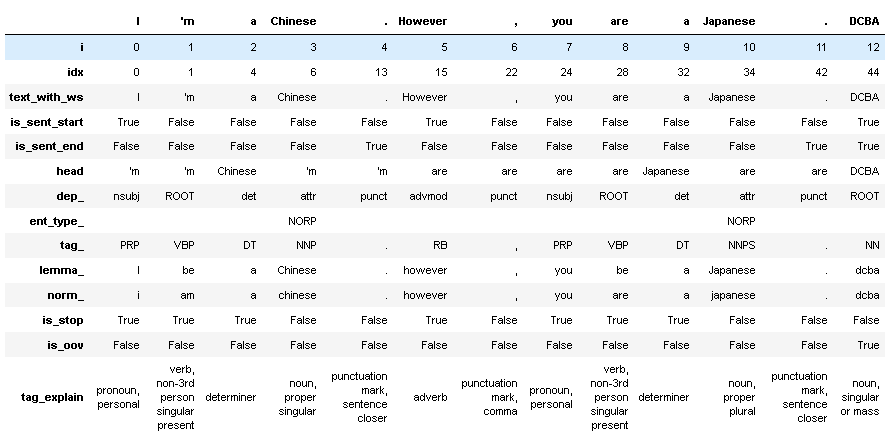 I 'm a Chinese . However , you are a Japanese . DCBA
i 0 1 2 3 4 5 6 7 8 9 10 11 12
idx 0 1 4 6 13 15 22 24 28 32 34 42 44
text_with_ws I 'm a Chinese . However , you are a Japanese . DCBA
is_sent_start True False False False False True False False False False False False True
is_sent_end False False False False True False False False False False False True True
head 'm 'm Chinese 'm 'm are are are are Japanese are are DCBA
dep_ nsubj ROOT det attr punct advmod punct nsubj ROOT det attr punct ROOT
ent_type_ NORP NORP
tag_ PRP VBP DT NNP . RB , PRP VBP DT NNPS . NN
lemma_ I be a Chinese . however , you be a Japanese . dcba
norm_ i am a chinese . however , you are a japanese . dcba
is_stop True True True False False True False True True True False False False
is_oov False False False False False False False False False False False False True
tag_explain pronoun, personal verb, non-3rd person singular present determiner noun, proper singular punctuation mark, sentence closer adverb punctuation mark, comma pronoun, personal verb, non-3rd person singular present determiner noun, proper plural punctuation mark, sentence closer noun, singular or mass